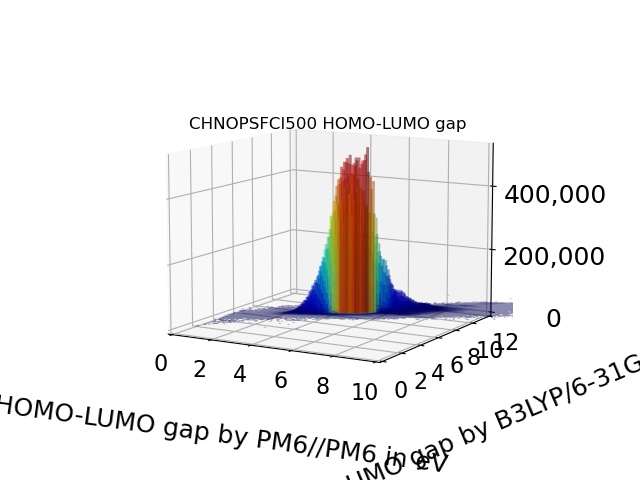 CHNOPSFCl500 HOMO-LUMO gap
400,000
200,000
0
0 2 4 6 8 10
0 2 4 6 8 10 12
HOMO-LUMO gap by PM6//PM6 in
UMO gap by B3LYP/6-31G
eV